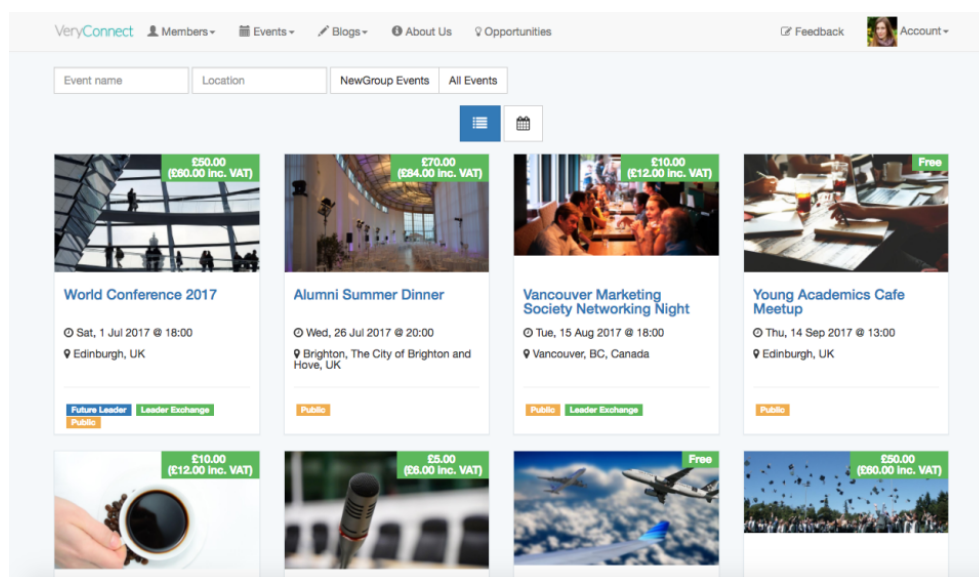 VeryConnect Members Events Blogs About Us Opportunities Feedback Account
Event name Location NewGroup Events All Events
£50.00
(£60.00 inc. VAT)
World Conference 2017
Sat, 1 Jul 2017 @ 18:00
Edinburgh, UK
Future Leader Leader Exchange
Public
£70.00
(£84.00 inc. VAT)
Alumni Summer Dinner
Wed, 26 Jul 2017 @ 20:00
Brighton, The City of Brighton and
Hove, UK
Public
£10.00
(£12.00 inc. VAT)
Vancouver Marketing
Society Networking Night
Tue, 15 Aug 2017 @ 18:00
Vancouver, BC, Canada
Public Leader Exchange
Free
Young Academics Cafe
Meetup
Thu, 14 Sep 2017 @ 13:00
Edinburgh, UK
Public
£10.00
(£12.00 inc. VAT)
£5.00
(£6.00 inc. VAT)
Free
£50.00
(£60.00 inc. VAT)